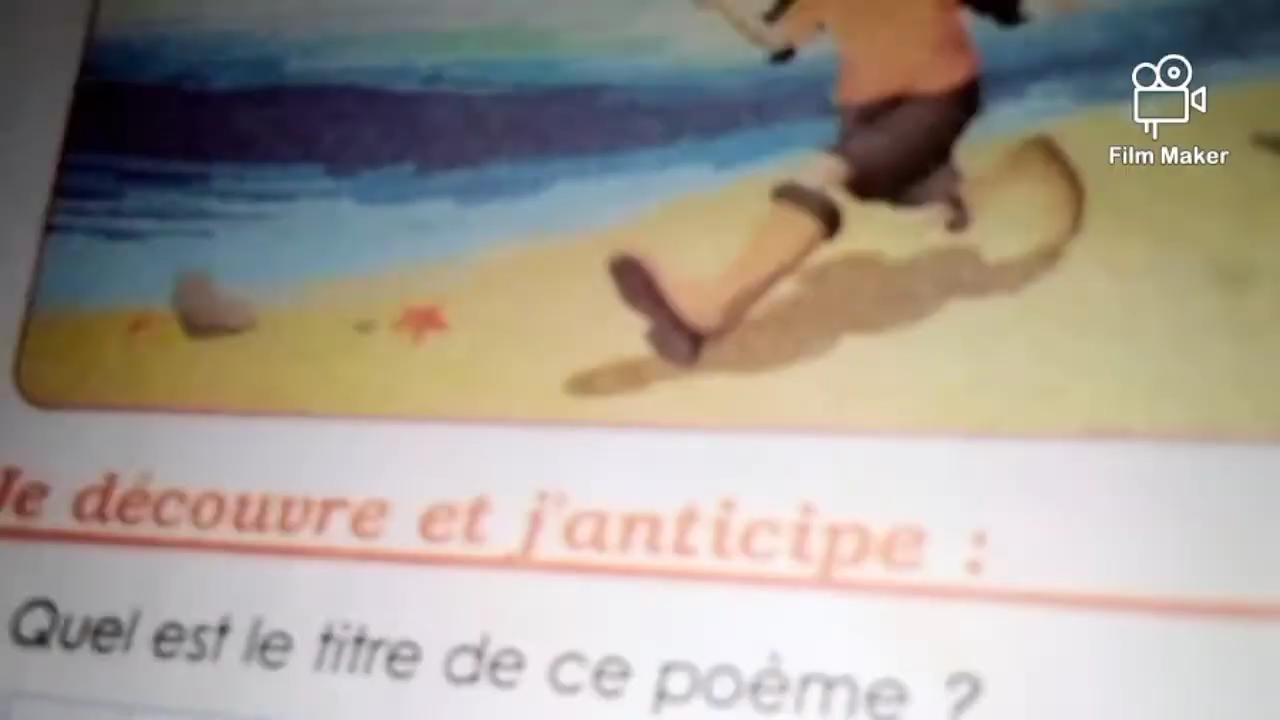 Film Maker
Je découvre et j'anticipe :
Quel est le titre de ce poème ?